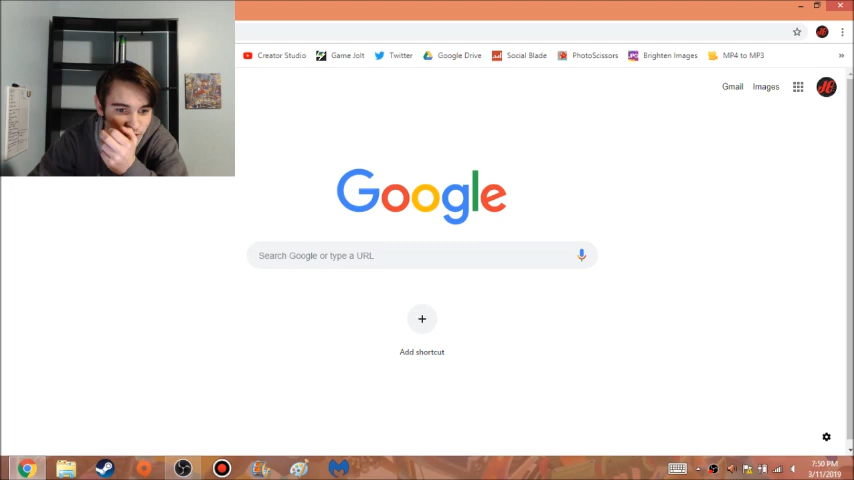 Creator Studio Game Jolt Twitter Google Drive Social Blade PhotoScissors Brighten Images MP4 to MP3 »
Gmail Images
Google
Search Google or type a URL
+
Add shortcut
7:50 PM
3/11/2019